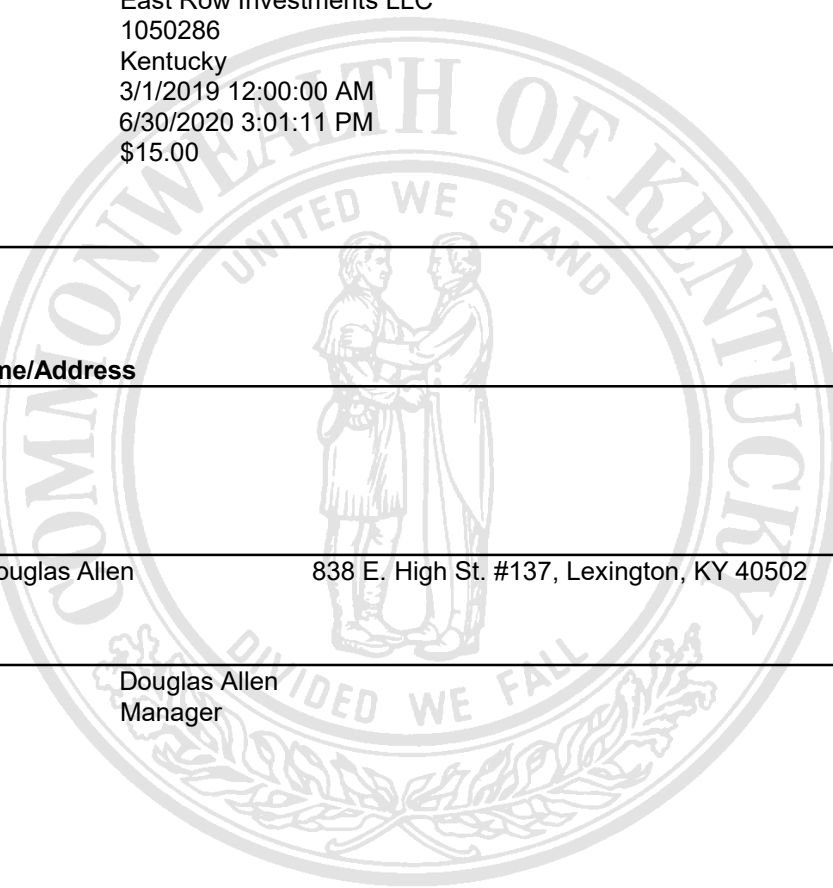 East Row Investments LLC
1050286
Kentucky
3/1/2019 12:00:00 AM
6/30/2020 3:01:11 PM
$15.00
COMMONWEALTH OF KENTUCKY
UNITED WE STAND
me/Address
ouglas Allen 838 E. High St. #137, Lexington, KY 40502
DIVIDED WE FALL
Douglas Allen
Manager